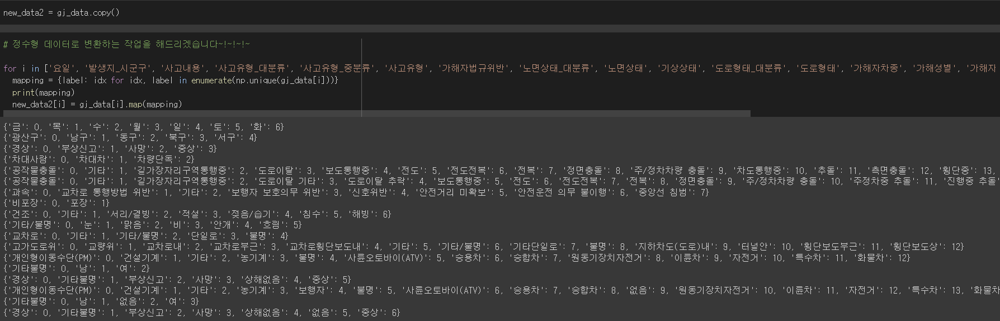 new_data2 = gj_data.copy()
# 정수형 데이터로 변환하는 작업을 해드리겠습니다~!~!~!~
for i in ['요일', '발생지_시군구', '사고내용', '사고유형_대분류', '사고유형_중분류', '사고유형', '가해자법규위반', '노면상태_대분류', '노면상태', '기상상태', '도로형태_대분류', '도로형태', '가해자차종', '가해성별', '가해자
mapping = {label: idx for idx, label in enumerate(np.unique(gj_data[i]))}
print(mapping)
new_data2[i] = gj_data[i].map(mapping)
{'금': 0, '목': 1, '수': 2, '월': 3, '일': 4, '토': 5, '화': 6}
{'광산구': 0, '남구': 1, '동구': 2, '북구': 3, '서구': 4}
{'경상': 0, '부상신고': 1, '사망': 2, '중상': 3}
{'차대사람': 0, '차대차': 1, '차량단독': 2}
{'공작물충돌': 0, '기타': 1, '길가장자리구역통행중': 2, '도로이탈': 3, '보도통행중': 4, '전도': 5, '전도전복': 6, '전복': 7, '정면충돌': 8, '주/정차차량 충돌': 9, '차도통행중': 10, '추돌': 11, '측면충돌': 12, '횡단중': 13,
{'공작물충돌': 0, '기타': 1, '길가장자리구역통행중': 2, '도로이탈 기타': 3, '도로이탈 추락': 4, '보도통행중': 5, '전도': 6, '전도전복': 7, '전복': 8, '정면충돌': 9, '주/정차차량 충돌': 10, '주정차중 추돌': 11, '진행중 추돌'
{'과속': 0, '교차로 통행방법 위반': 1, '기타': 2, '보행자 보호의무 위반': 3, '신호위반': 4, '안전거리 미확보': 5, '안전운전 의무 불이행': 6, '중앙선 침범': 7}
{'비포장': 0, '포장': 1}
{'건조': 0, '기타': 1, '서리/결빙': 2, '적설': 3, '젖음/습기': 4, '침수': 5, '해빙': 6}
{'기타/불명': 0, '눈': 1, '맑음': 2, '비': 3, '안개': 4, '흐림': 5}
{'교차로': 0, '기타': 1, '기타/불명': 2, '단일로': 3, '불명': 4}
{'고가도로위': 0, '교량위': 1, '교차로내': 2, '교차로부근': 3, '교차로횡단보도내': 4, '기타': 5, '기타/불명': 6, '기타단일로': 7, '불명': 8, '지하차도(도로)내': 9, '터널안': 10, '횡단보도부근': 11, '횡단보도상': 12}
{'개인형이동수단(PM)': 0, '건설기계': 1, '기타': 2, '농기계': 3, '불명': 4, '사륜오토바이(ATV)': 5, '승용차': 6, '승합차': 7, '원동기장치자전거': 8, '이륜차': 9, '자전거': 10, '특수차': 11, '화물차': 12}
{'기타불명': 0, '남': 1, '여': 2}
{'경상': 0, '기타불명': 1, '부상신고': 2, '사망': 3, '상해없음': 4, '중상': 5}
{'개인형이동수단(PM)': 0, '건설기계': 1, '기타': 2, '농기계': 3, '보행자': 4, '불명': 5, '사륜오토바이(ATV)': 6, '승용차': 7, '승합차': 8, '없음': 9, '원동기장치자전거': 10, '이륜차': 11, '자전거': 12, '특수차': 13, '화물차
{'기타불명': 0, '남': 1, '없음': 2, '여': 3}
{'경상': 0, '기타불명': 1, '부상신고': 2, '사망': 3, '상해없음': 4, '없음': 5, '중상': 6}